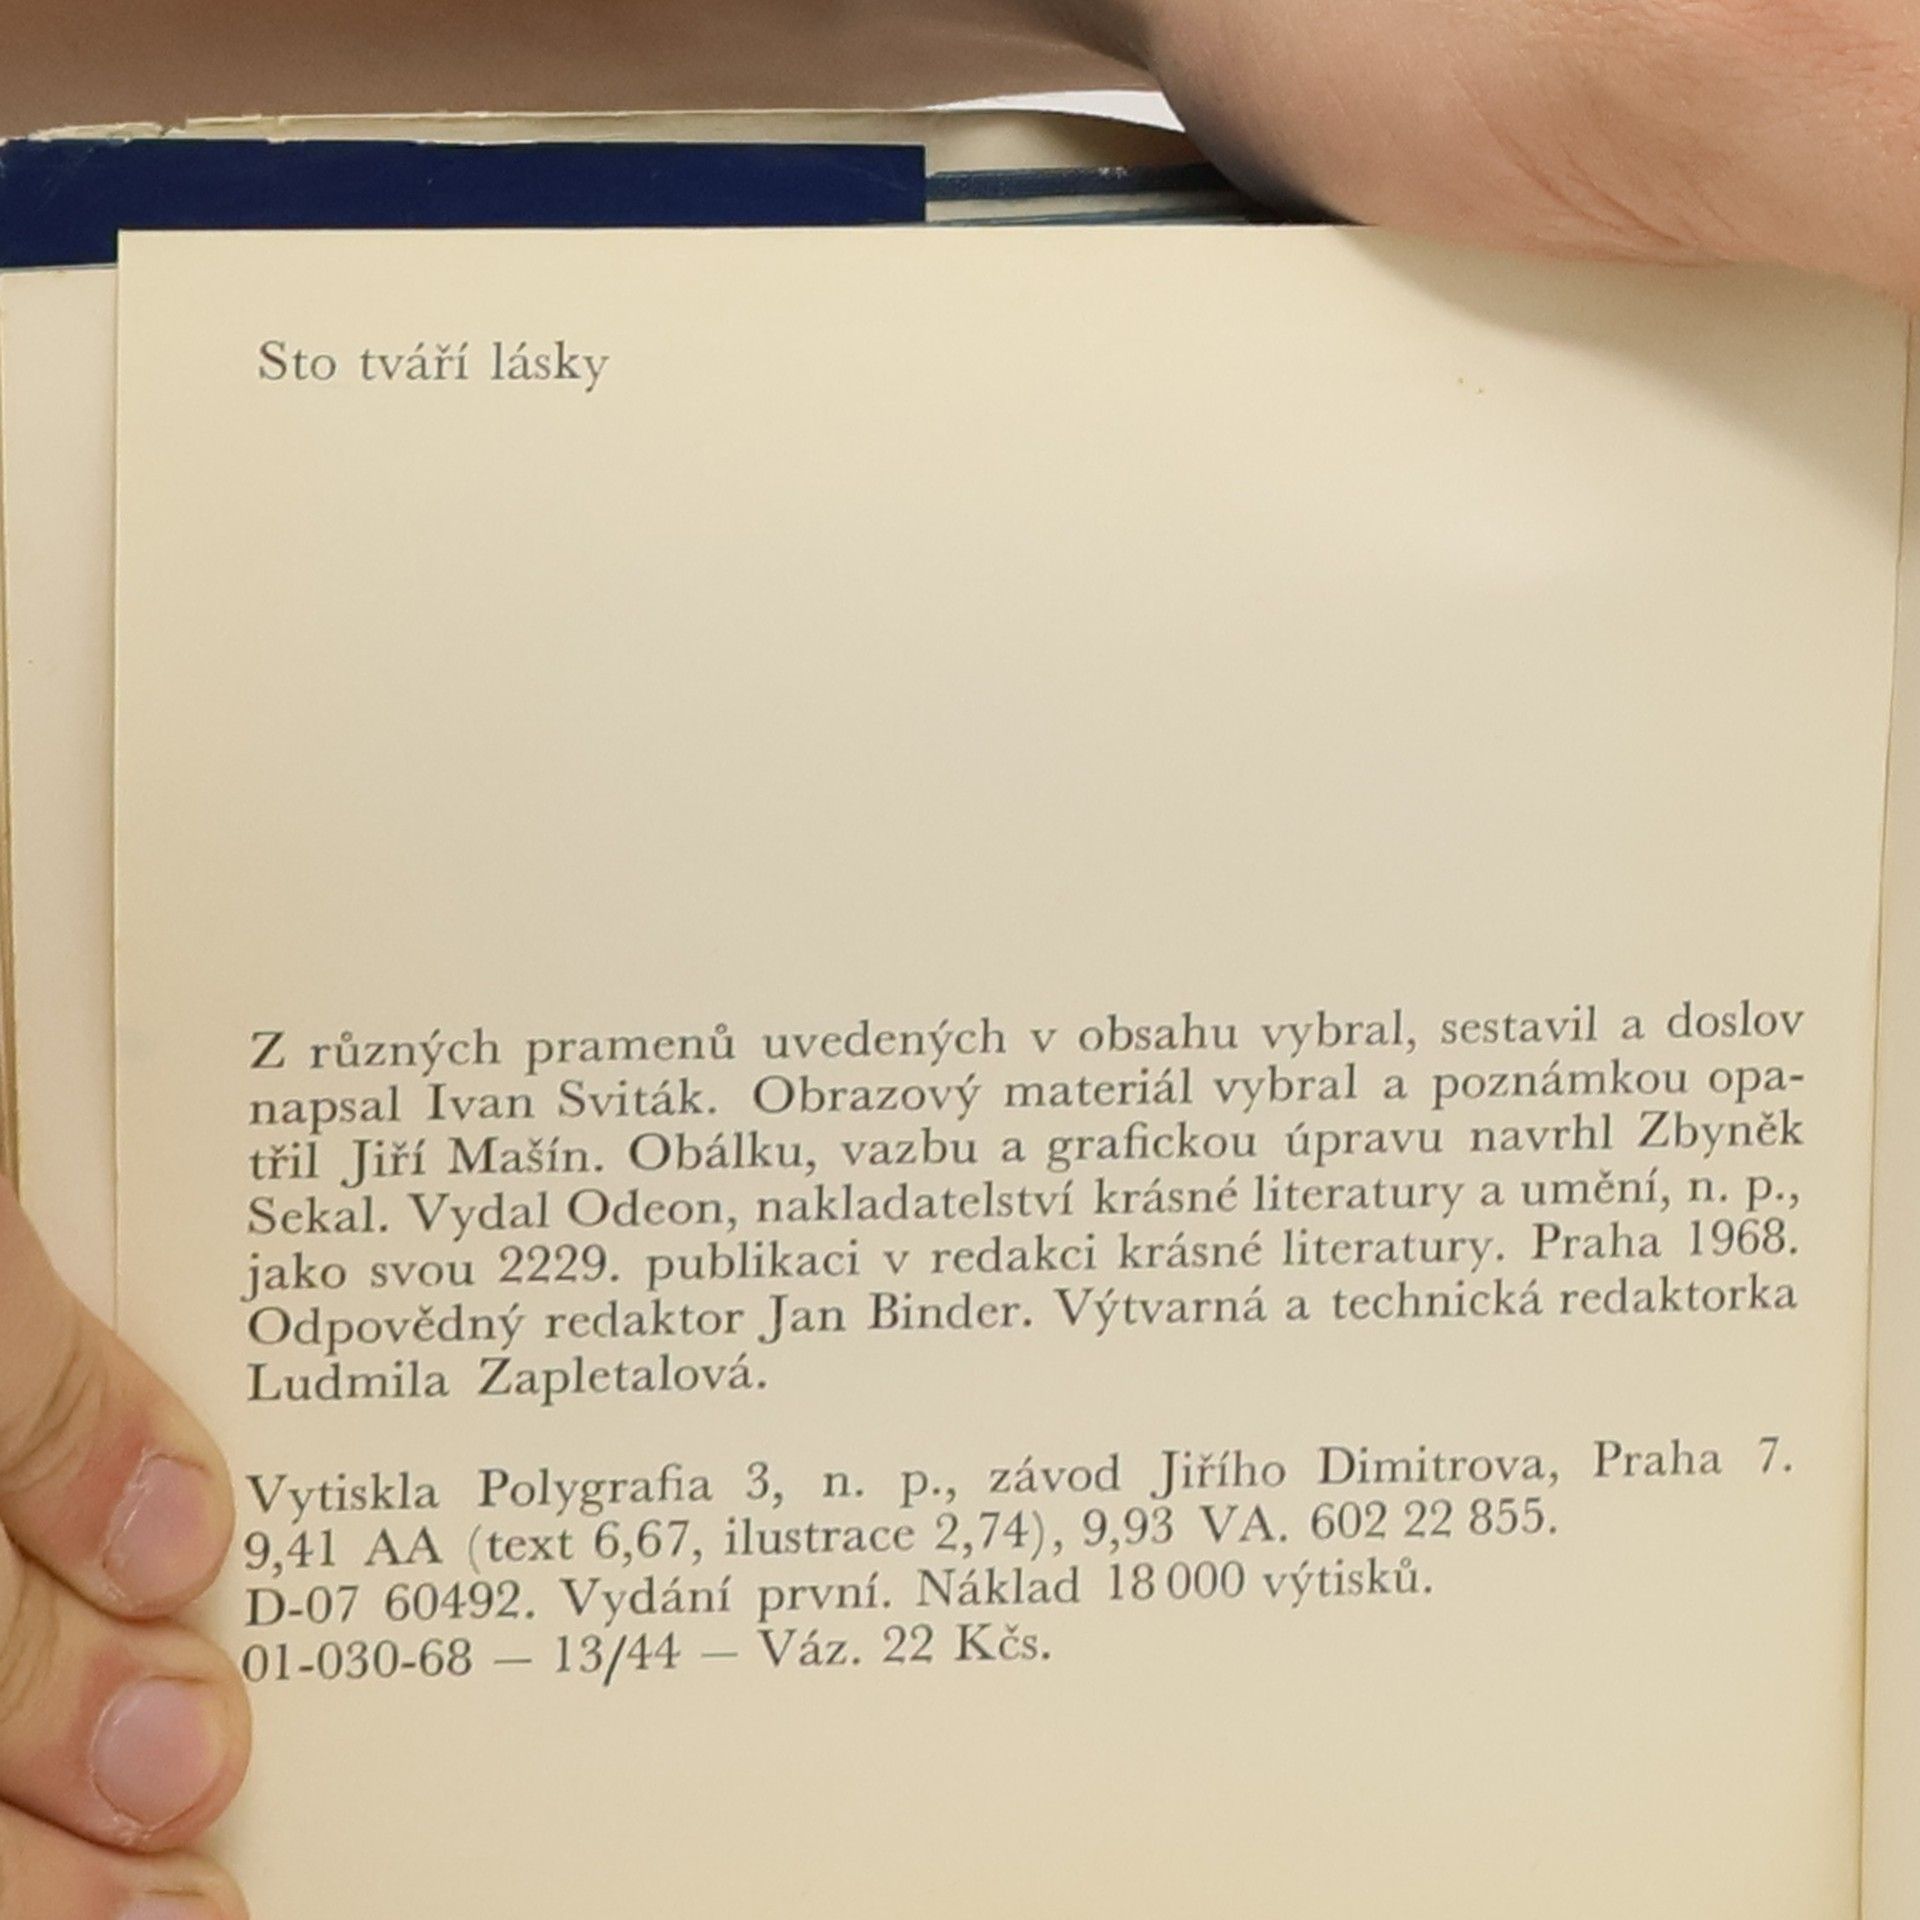 Sto tváří lásky
Z různých pramenů uvedených v obsahu vybral, sestavil a doslov
napsal Ivan Sviták. Obrazový materiál vybral a poznámkou opa-
třil Jiří Mašín. Obálku, vazbu a grafickou úpravu navrhl Zbyněk
Sekal. Vydal Odeon, nakladatelství krásné literatury a umění, n. p.,
jako svou 2229. publikaci v redakci krásné literatury. Praha 1968.
Odpovědný redaktor Jan Binder. Výtvarná a technická redaktorka
Ludmila Zapletalová.
Vytiskla Polygrafia 3, n. p., závod Jiřího Dimitrova, Praha 7.
9,41 AA (text 6,67, ilustrace 2,74), 9,93 VA. 602 22 855.
D-07 60492. Vydání první. Náklad 18 000 výtisků.
01-030-68 — 13/44 — Váz. 22 Kčs.